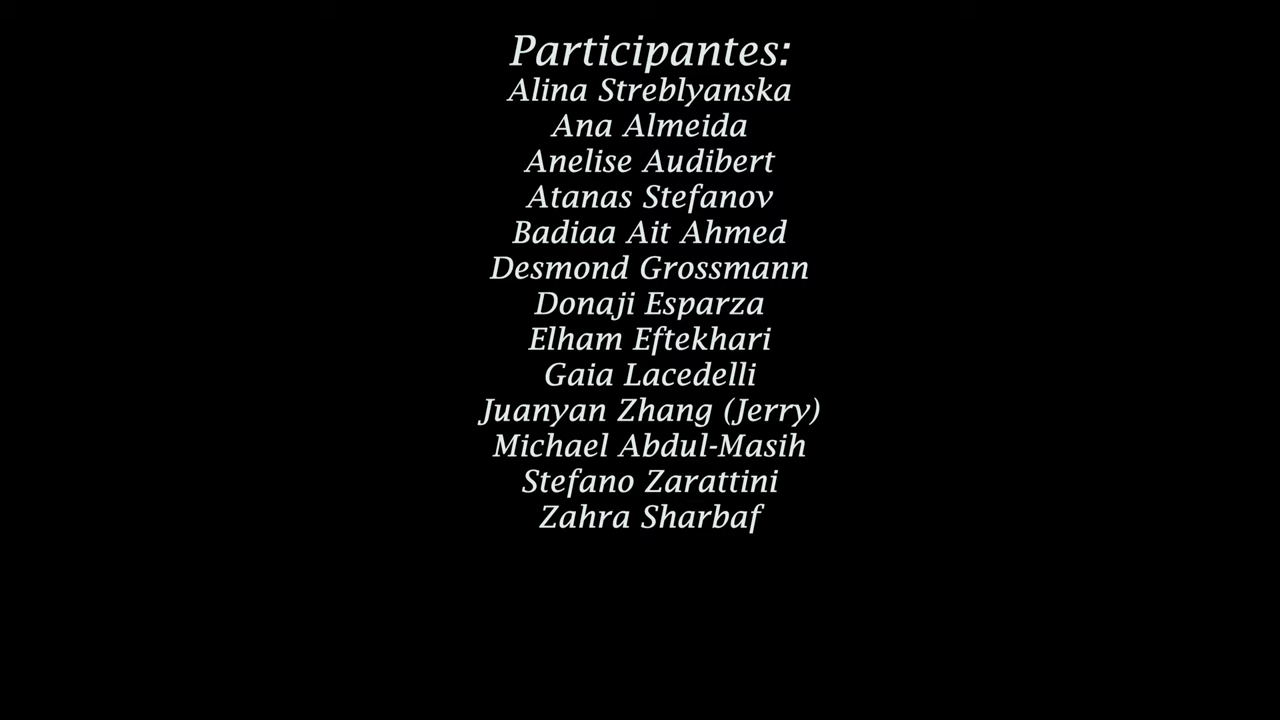 Participantes:
Alina Streblyanska
Ana Almeida
Anelise Audibert
Atanas Stefanov
Badiaa Ait Ahmed
Desmond Grossmann
Donaji Esparza
Elham Eftekhari
Gaia Lacedelli
Juanyan Zhang (Jerry)
Michael Abdul-Masih
Stefano Zarattini
Zahra Sharbaf